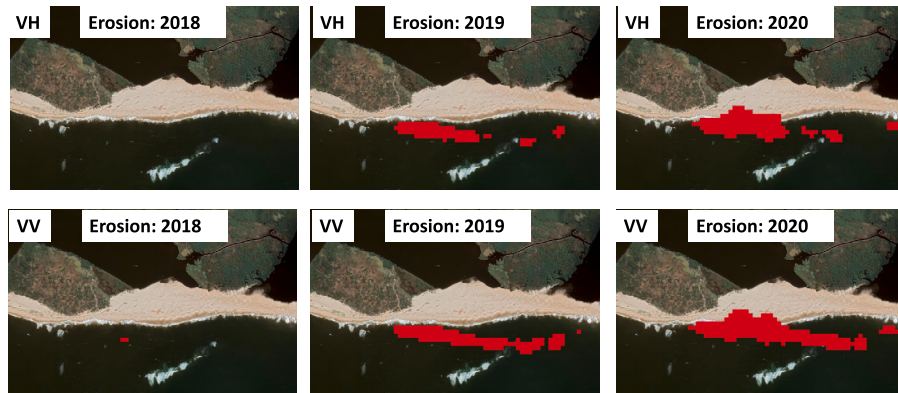 VH Erosion: 2018
VH Erosion: 2019
VH Erosion: 2020
VV Erosion: 2018
VV Erosion: 2019
VV Erosion: 2020